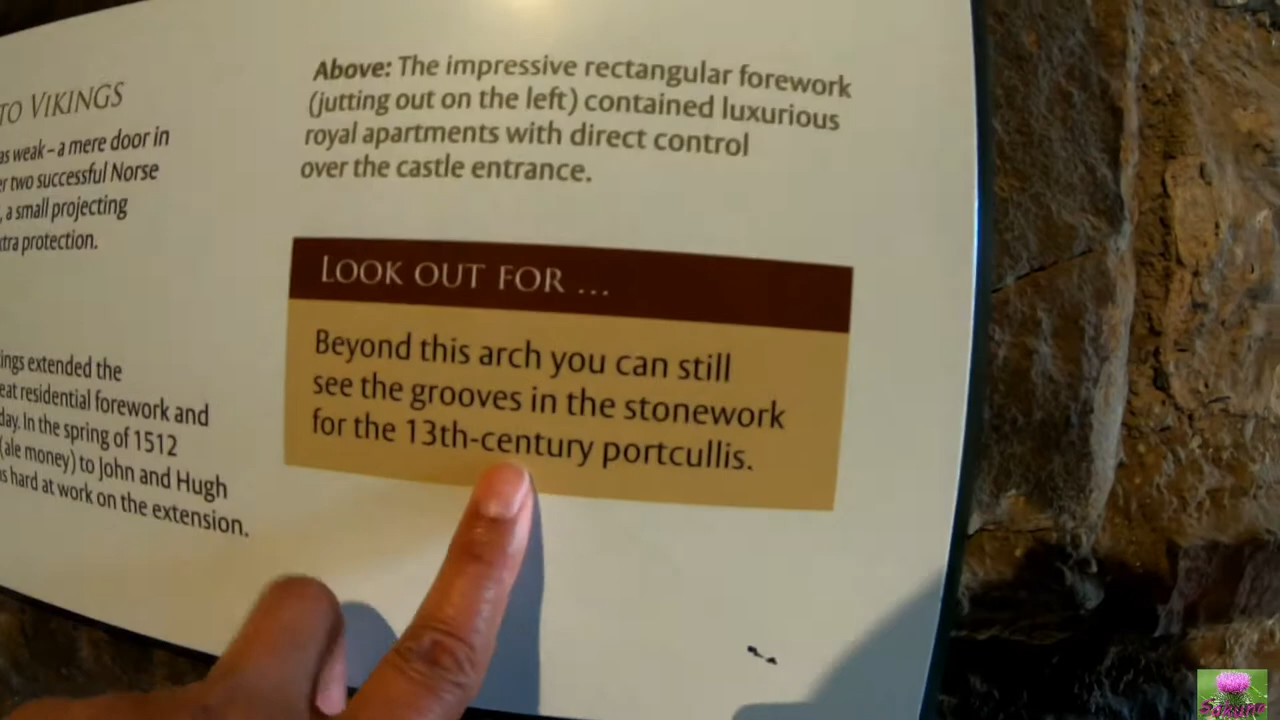 TO VIKINGS
as weak – a mere door in
er two successful Norse
, a small projecting
xtra protection.
ings extended the
eat residential forework and
day. In the spring of 1512
(ale money) to John and Hugh
s hard at work on the extension.
Above: The impressive rectangular forework
(jutting out on the left) contained luxurious
royal apartments with direct control
over the castle entrance.
LOOK OUT FOR ...
Beyond this arch you can still
see the grooves in the stonework
for the 13th-century portcullis.
Sakura